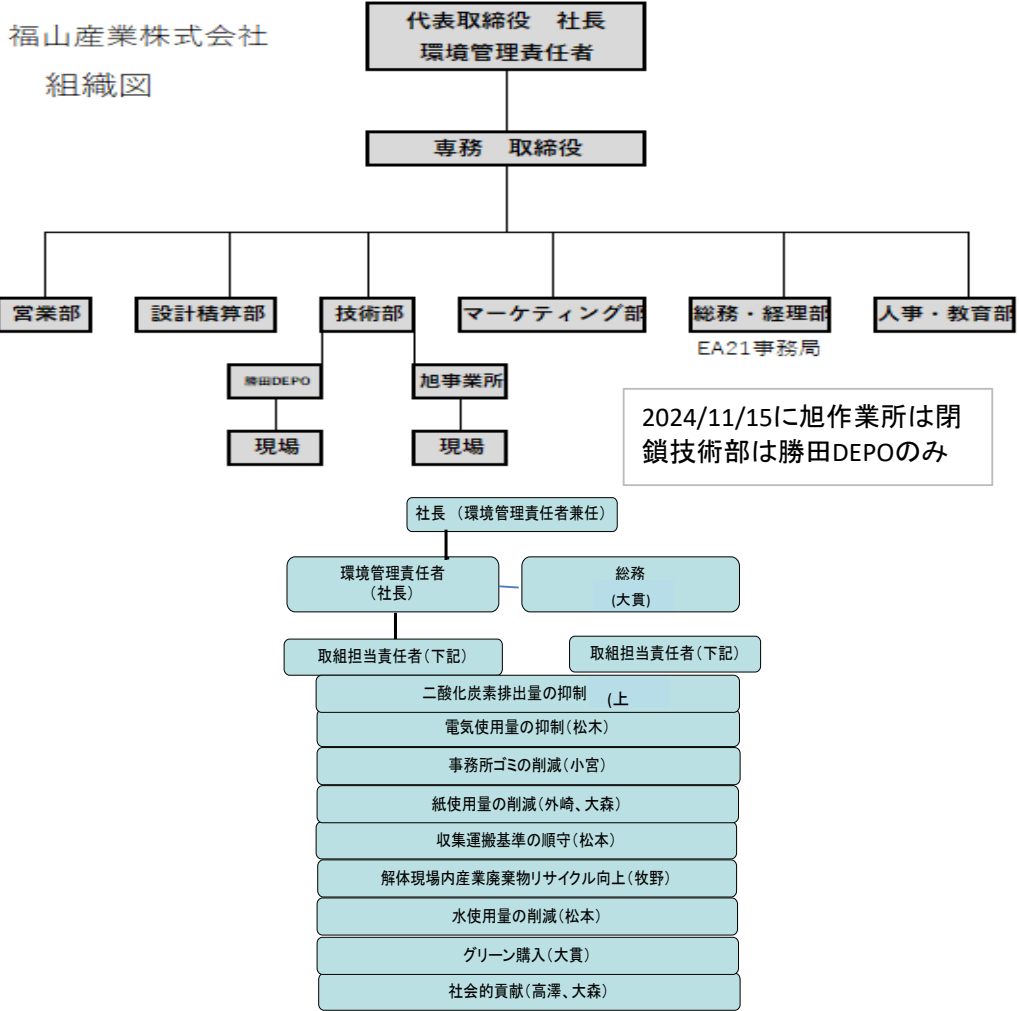 福山産業株式会社
組織図
代表取締役　社長
環境管理責任者
専務　取締役
営業部
設計積算部
技術部
マーケティング部
総務・経理部
人事・教育部
EA21事務局
勝田DEPO
旭事業所
現場
現場
2024/11/15に旭作業所は閉
鎖技術部は勝田DEPOのみ
社長　（環境管理責任者兼任）
環境管理責任者
（社長）
総務
(大貫)
取組担当責任者（下記）
取組担当責任者（下記）
二酸化炭素排出量の抑制　(上
電気使用量の抑制（松木）
事務所ゴミの削減（小宮）
紙使用量の削減（外崎、大森）
収集運搬基準の順守（松本）
解体現場内産業廃棄物リサイクル向上（牧野）
水使用量の削減（松本）
グリーン購入（大貫）
社会的貢献（高澤、大森）